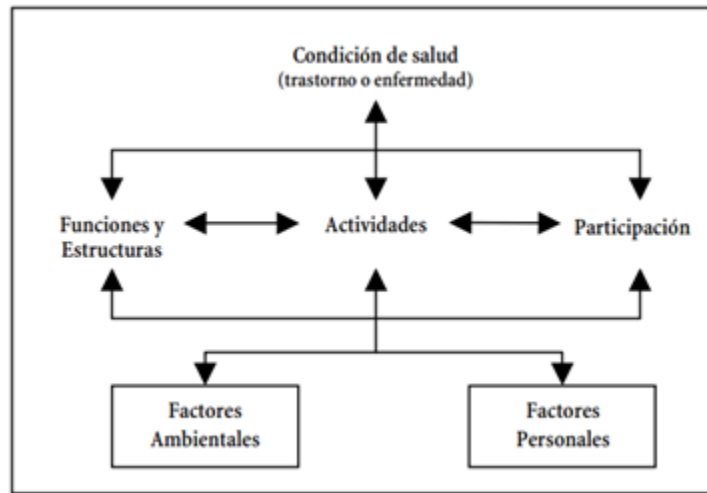 Condición de salud
(trastorno o enfermedad)
Funciones y
Estructuras
Actividades
Participación
Factores
Ambientales
Factores
Personales